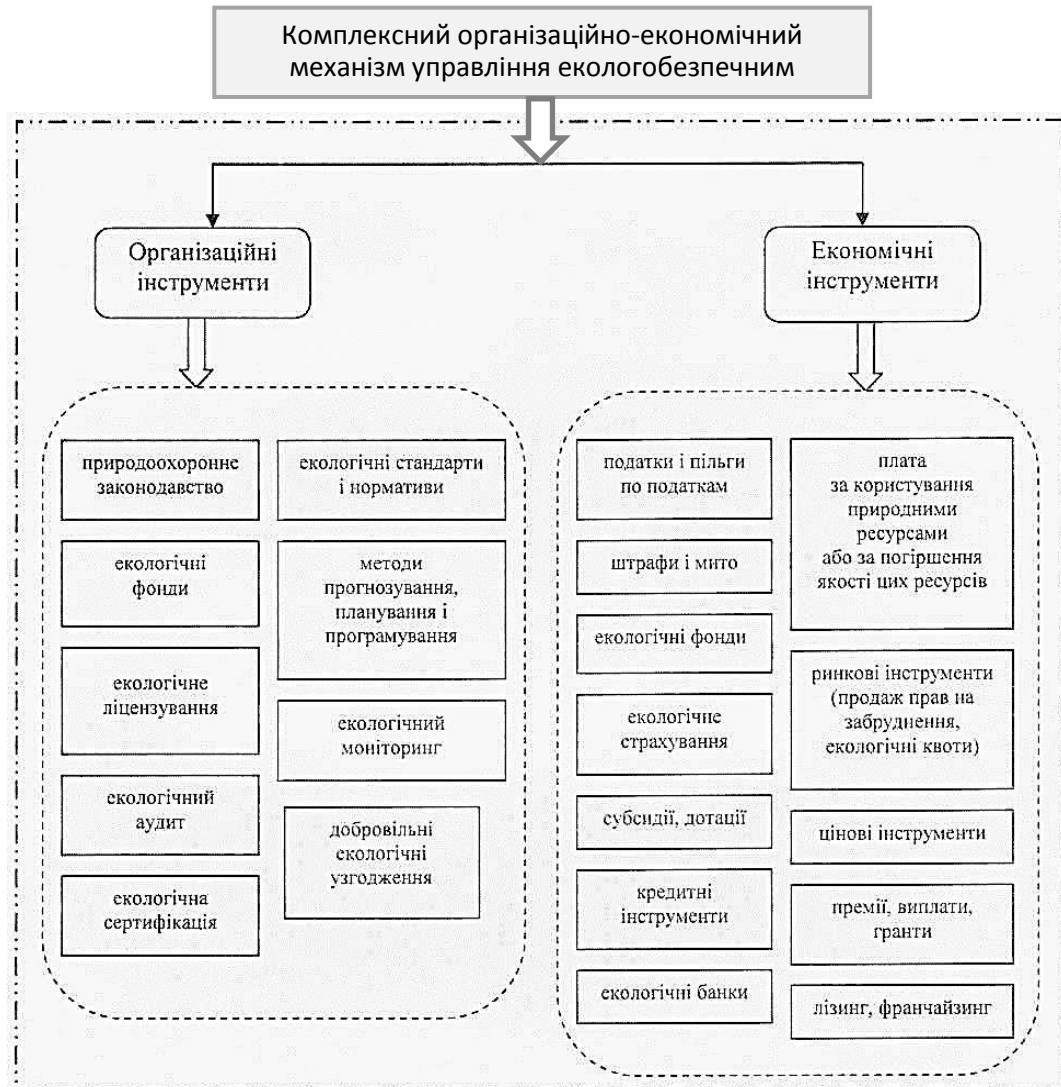 Комплексний організаційно-економічний
механізм управління екологобезпечним
Організаційні
інструменти
природоохоронне
законодавство
екологічні
фонди
екологічне
ліцензування
екологічний
аудит
екологічна
сертифікація
екологічні стандарти
і нормативи
методи
прогнозування,
планування і
програмування
екологічний
моніторинг
добровільні
екологічні
узгодження
Економічні
інструменти
податки і пільги
по податкам
штрафи і мито
екологічні фонди
екологічне
страхування
субсидії, дотації
кредитні
інструменти
екологічні банки
плата
за користування
природними
ресурсами
або за погіршення
якості цих ресурсів
ринкові інструменти
(продаж прав на
забруднення,
екологічні квоти)
цінові інструменти
премії, виплати,
гранти
лізинг, франчайзинг